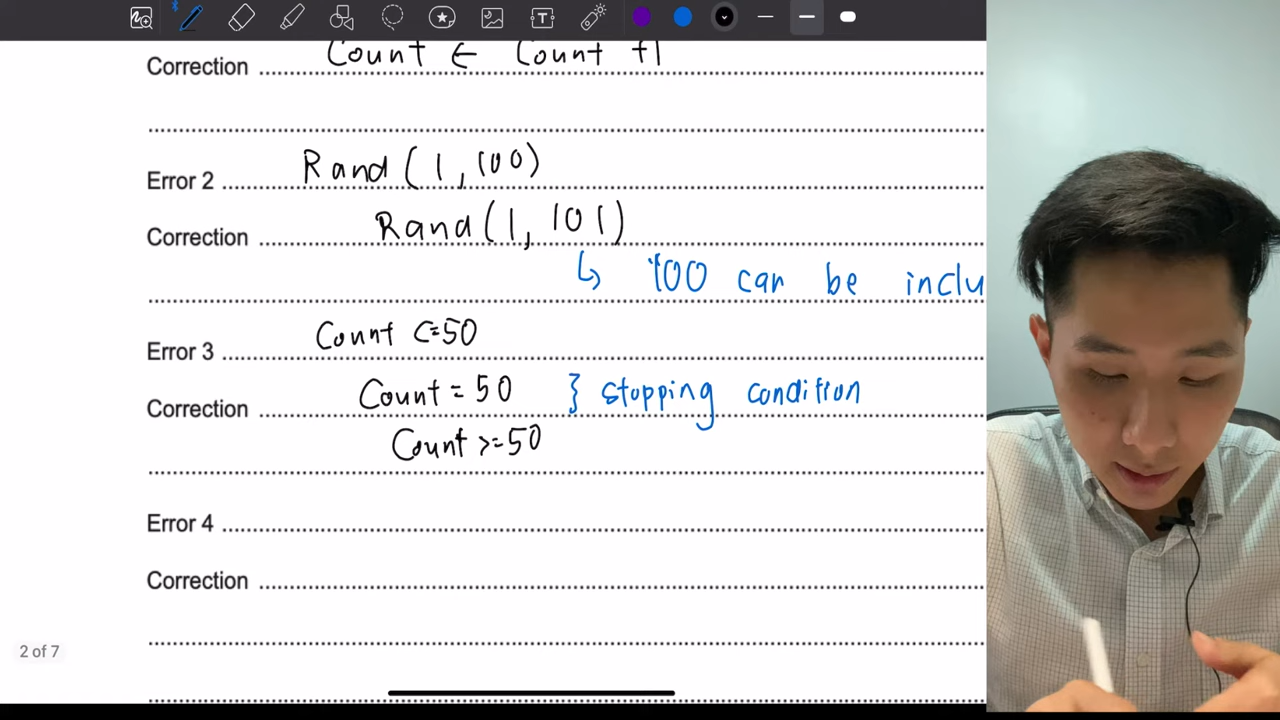 Count ← Count +1
Correction
Error 2 Rand (1,100)
Correction Rand (1, 101)
↳ 100 can be inclu
Error 3 Count <=50
Correction Count = 50 } stopping condition
Count >=50
Error 4
Correction
2 of 7